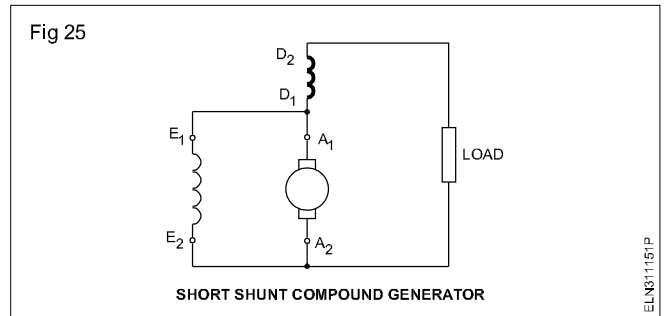 Fig 25
D2
D1
E1
A1
LOAD
E2
A2
SHORT SHUNT COMPOUND GENERATOR
ELN311151P